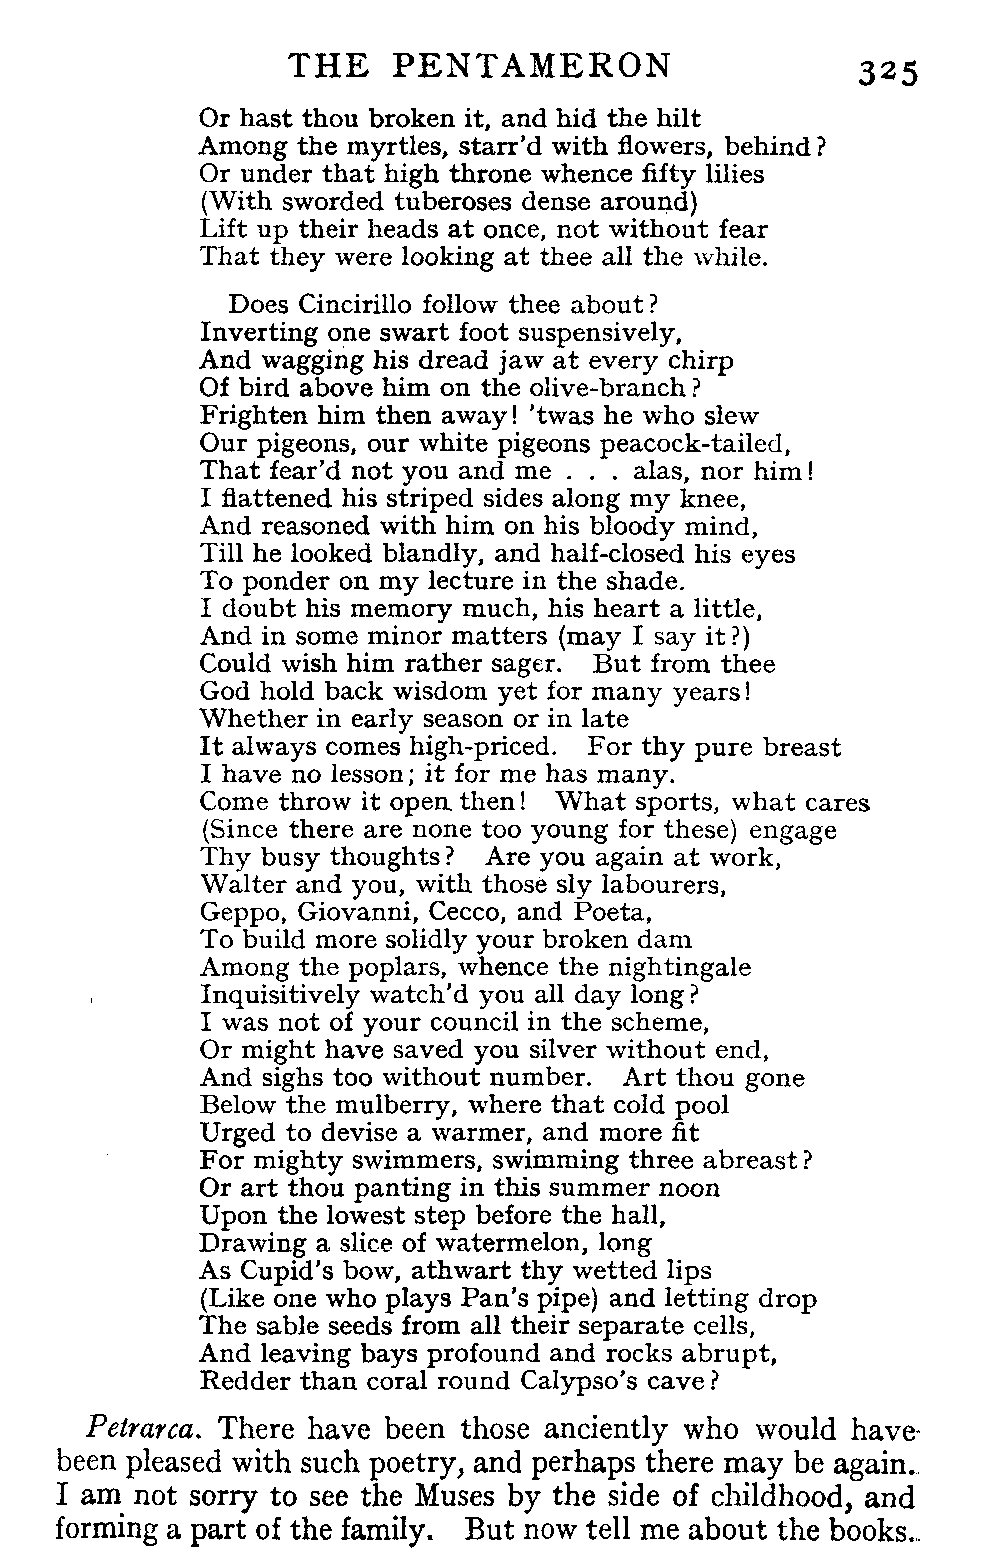 THE PENTAMERON 325
Or hast thou broken it, and hid the hilt
Among the myrtles, starr'd with flowers, behind?
Or under that high throne whence fifty lilies
(With sworded tuberoses dense around)
Lift up their heads at once, not without fear
That they were looking at thee all the while.
Does Cincirillo follow thee about?
Inverting one swart foot suspensively,
And wagging his dread jaw at every chirp
Of bird above him on the olive-branch?
Frighten him then away! 'twas he who slew
Our pigeons, our white pigeons peacock-tailed,
That fear'd not you and me . . . alas, nor him!
I flattened his striped sides along my knee,
And reasoned with him on his bloody mind,
Till he looked blandly, and half-closed his eyes
To ponder on my lecture in the shade.
I doubt his memory much, his heart a little,
And in some minor matters (may I say it?)
Could wish him rather sager. But from thee
God hold back wisdom yet for many years!
Whether in early season or in late
It always comes high-priced. For thy pure breast
I have no lesson; it for me has many.
Come throw it open then! What sports, what cares
(Since there are none too young for these) engage
Thy busy thoughts? Are you again at work,
Walter and you, with those sly labourers,
Geppo, Giovanni, Cecco, and Poeta,
To build more solidly your broken dam
Among the poplars, whence the nightingale
Inquisitively watch'd you all day long?
I was not of your council in the scheme,
Or might have saved you silver without end,
And sighs too without number. Art thou gone
Below the mulberry, where that cold pool
Urged to devise a warmer, and more fit
For mighty swimmers, swimming three abreast?
Or art thou panting in this summer noon
Upon the lowest step before the hall,
Drawing a slice of watermelon, long
As Cupid's bow, athwart thy wetted lips
(Like one who plays Pan's pipe) and letting drop
The sable seeds from all their separate cells,
And leaving bays profound and rocks abrupt,
Redder than coral round Calypso's cave?
Petrarca. There have been those anciently who would have
been pleased with such poetry, and perhaps there may be again.
I am not sorry to see the Muses by the side of childhood, and
forming a part of the family. But now tell me about the books.